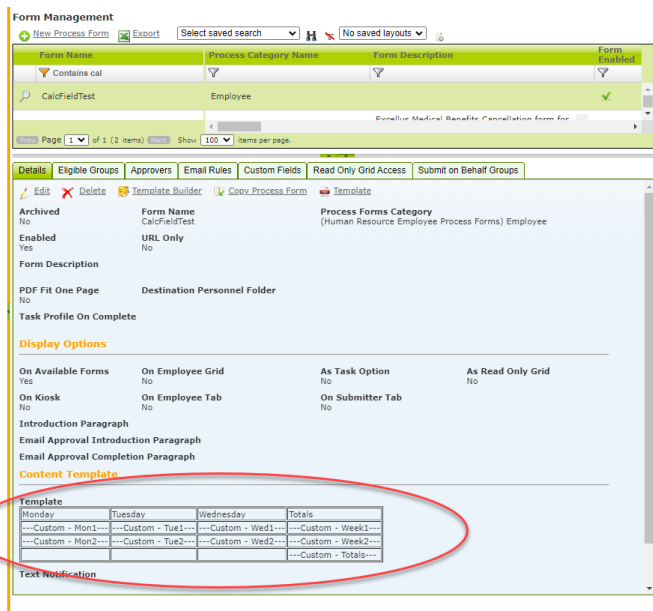 Form Management
New Process Form Export Select saved search No saved layouts
Form Name Process Category Name Form Description Form Enabled
Contains cal
CalcFieldTest Employee
Excellus Medical Benefits Cancellation form for
Prev Page 1 of 1 (2 items) Next Show 100 items per page.
Details Eligible Groups Approvers Email Rules Custom Fields Read Only Grid Access Submit on Behalf Groups
Edit Delete Template Builder Copy Process Form Template
Archived Form Name Process Forms Category
No CalcFieldTest (Human Resource Employee Process Forms) Employee
Enabled URL Only
Yes No
Form Description
PDF Fit One Page Destination Personnel Folder
No
Task Profile On Complete
Display Options
On Available Forms On Employee Grid As Task Option As Read Only Grid
Yes No No No
On Kiosk On Employee Tab On Submitter Tab
No No No
Introduction Paragraph
Email Approval Introduction Paragraph
Email Approval Completion Paragraph
Content Template
Template
Monday Tuesday Wednesday Totals
---Custom - Mon1--- ---Custom - Tue1--- ---Custom - Wed1--- ---Custom - Week1---
---Custom - Mon2--- ---Custom - Tue2--- ---Custom - Wed2--- ---Custom - Week2---
---Custom - Totals---
Text Notification